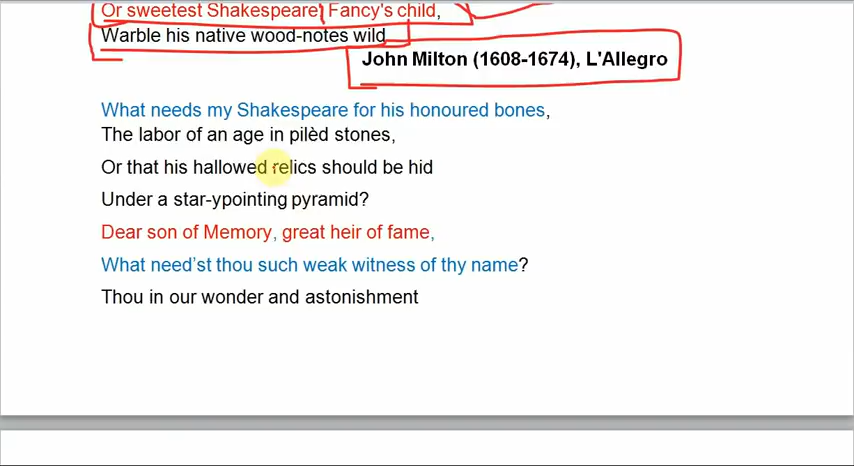 Or sweetest Shakespeare, Fancy's child,
Warble his native wood-notes wild
John Milton (1608-1674), L'Allegro
What needs my Shakespeare for his honoured bones,
The labor of an age in pilèd stones,
Or that his hallowed relics should be hid
Under a star-ypointing pyramid?
Dear son of Memory, great heir of fame,
What need’st thou such weak witness of thy name?
Thou in our wonder and astonishment